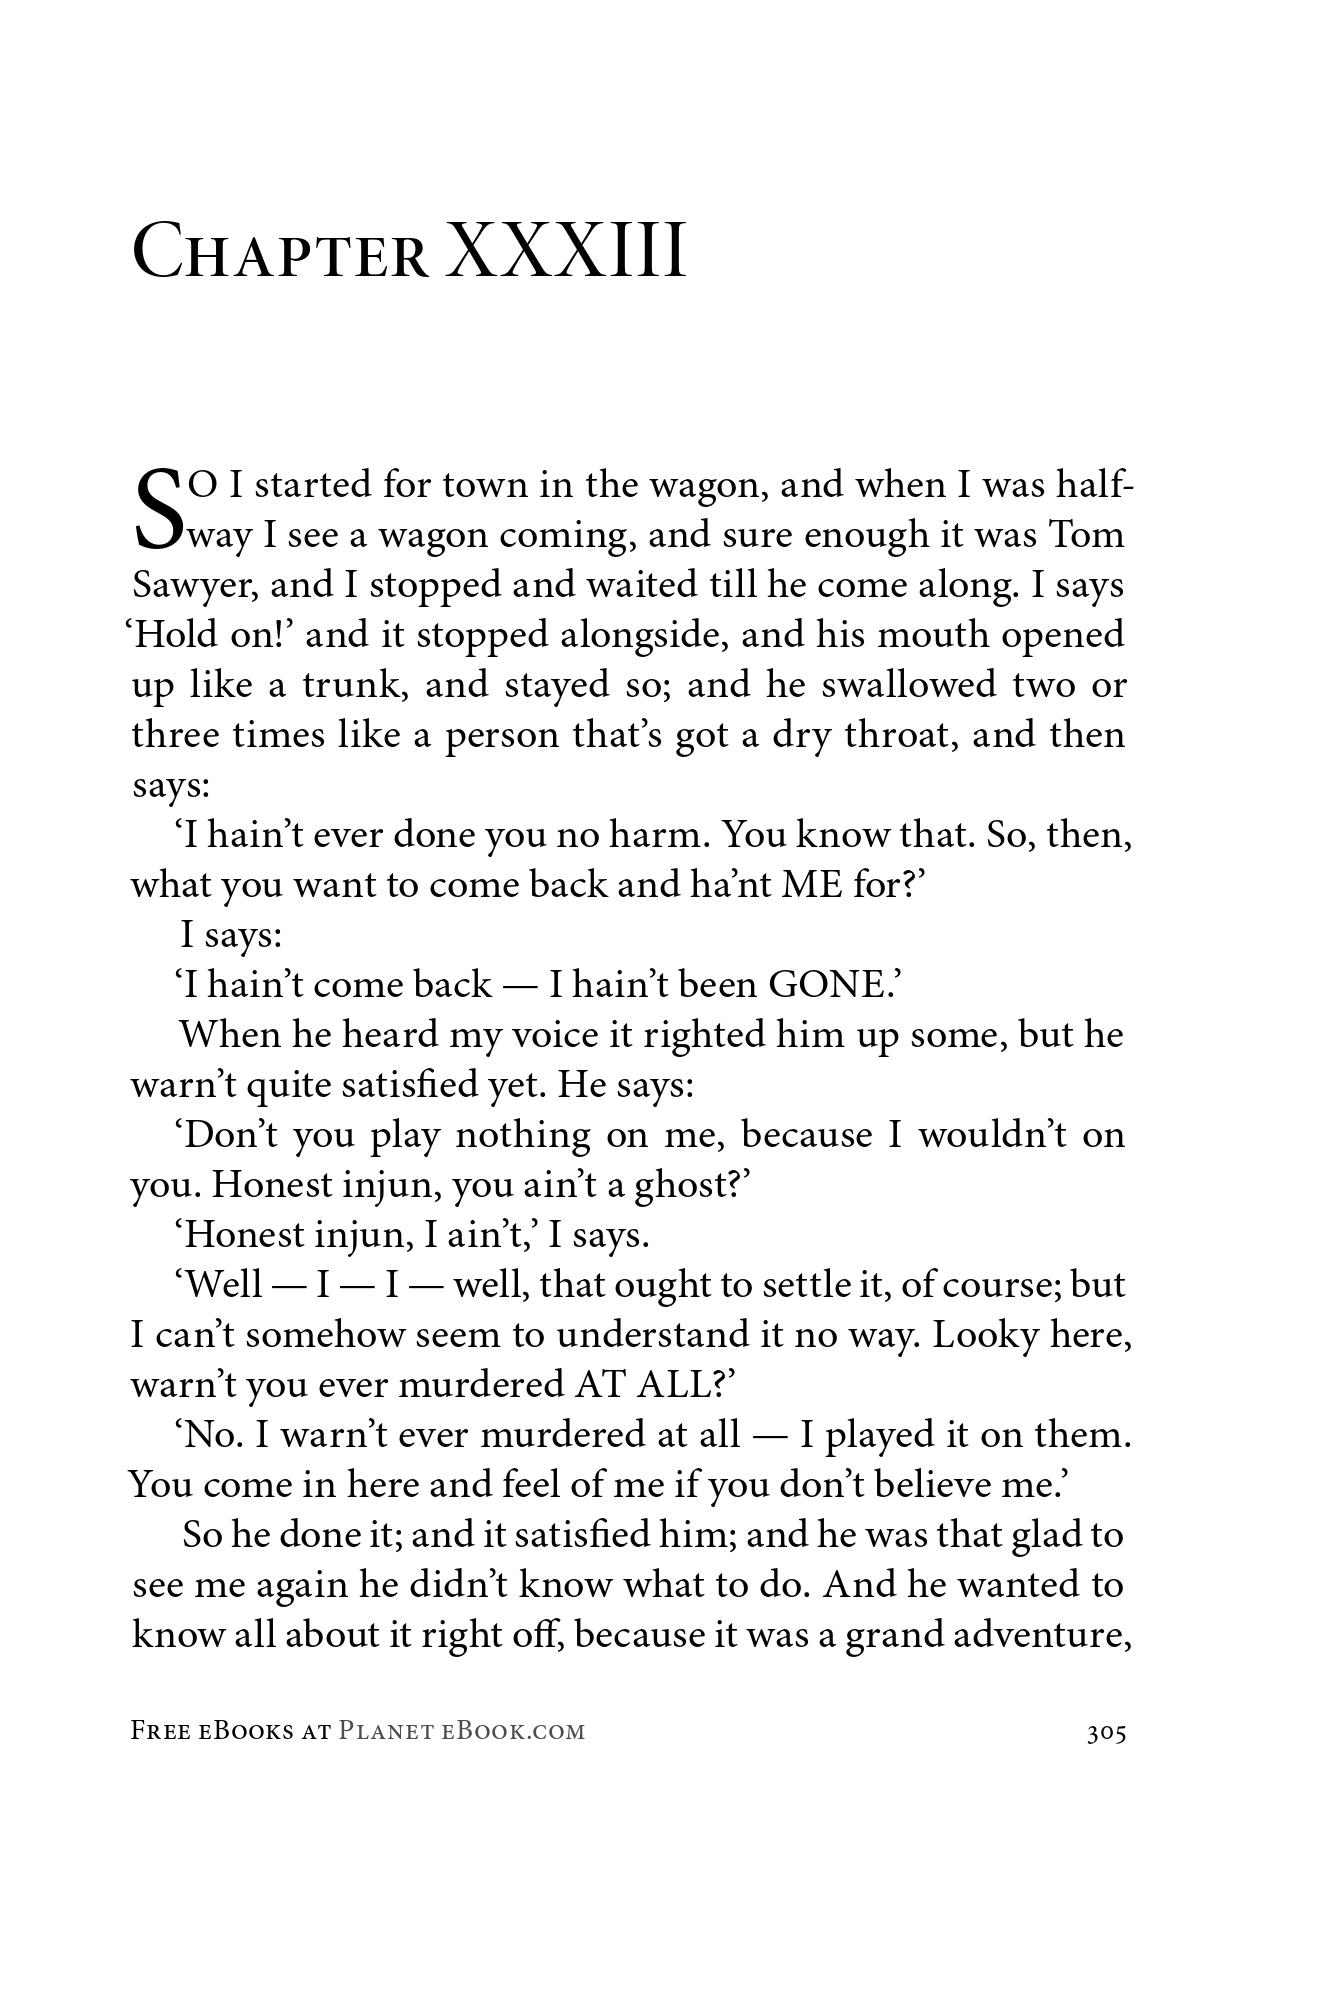 Chapter XXXIII
So I started for town in the wagon, and when I was half-
way I see a wagon coming, and sure enough it was Tom
Sawyer, and I stopped and waited till he come along. I says
‘Hold on!’ and it stopped alongside, and his mouth opened
up like a trunk, and stayed so; and he swallowed two or
three times like a person that’s got a dry throat, and then
says:
‘I hain’t ever done you no harm. You know that. So, then,
what you want to come back and ha’nt ME for?’
I says:
‘I hain’t come back — I hain’t been GONE.’
When he heard my voice it righted him up some, but he
warn’t quite satisfied yet. He says:
‘Don’t you play nothing on me, because I wouldn’t on
you. Honest injun, you ain’t a ghost?’
‘Honest injun, I ain’t,’ I says.
‘Well — I — I — well, that ought to settle it, of course; but
I can’t somehow seem to understand it no way. Looky here,
warn’t you ever murdered AT ALL?’
‘No. I warn’t ever murdered at all — I played it on them.
You come in here and feel of me if you don’t believe me.’
So he done it; and it satisfied him; and he was that glad to
see me again he didn’t know what to do. And he wanted to
know all about it right off, because it was a grand adventure,
Free eBooks at Planet eBook.com 305